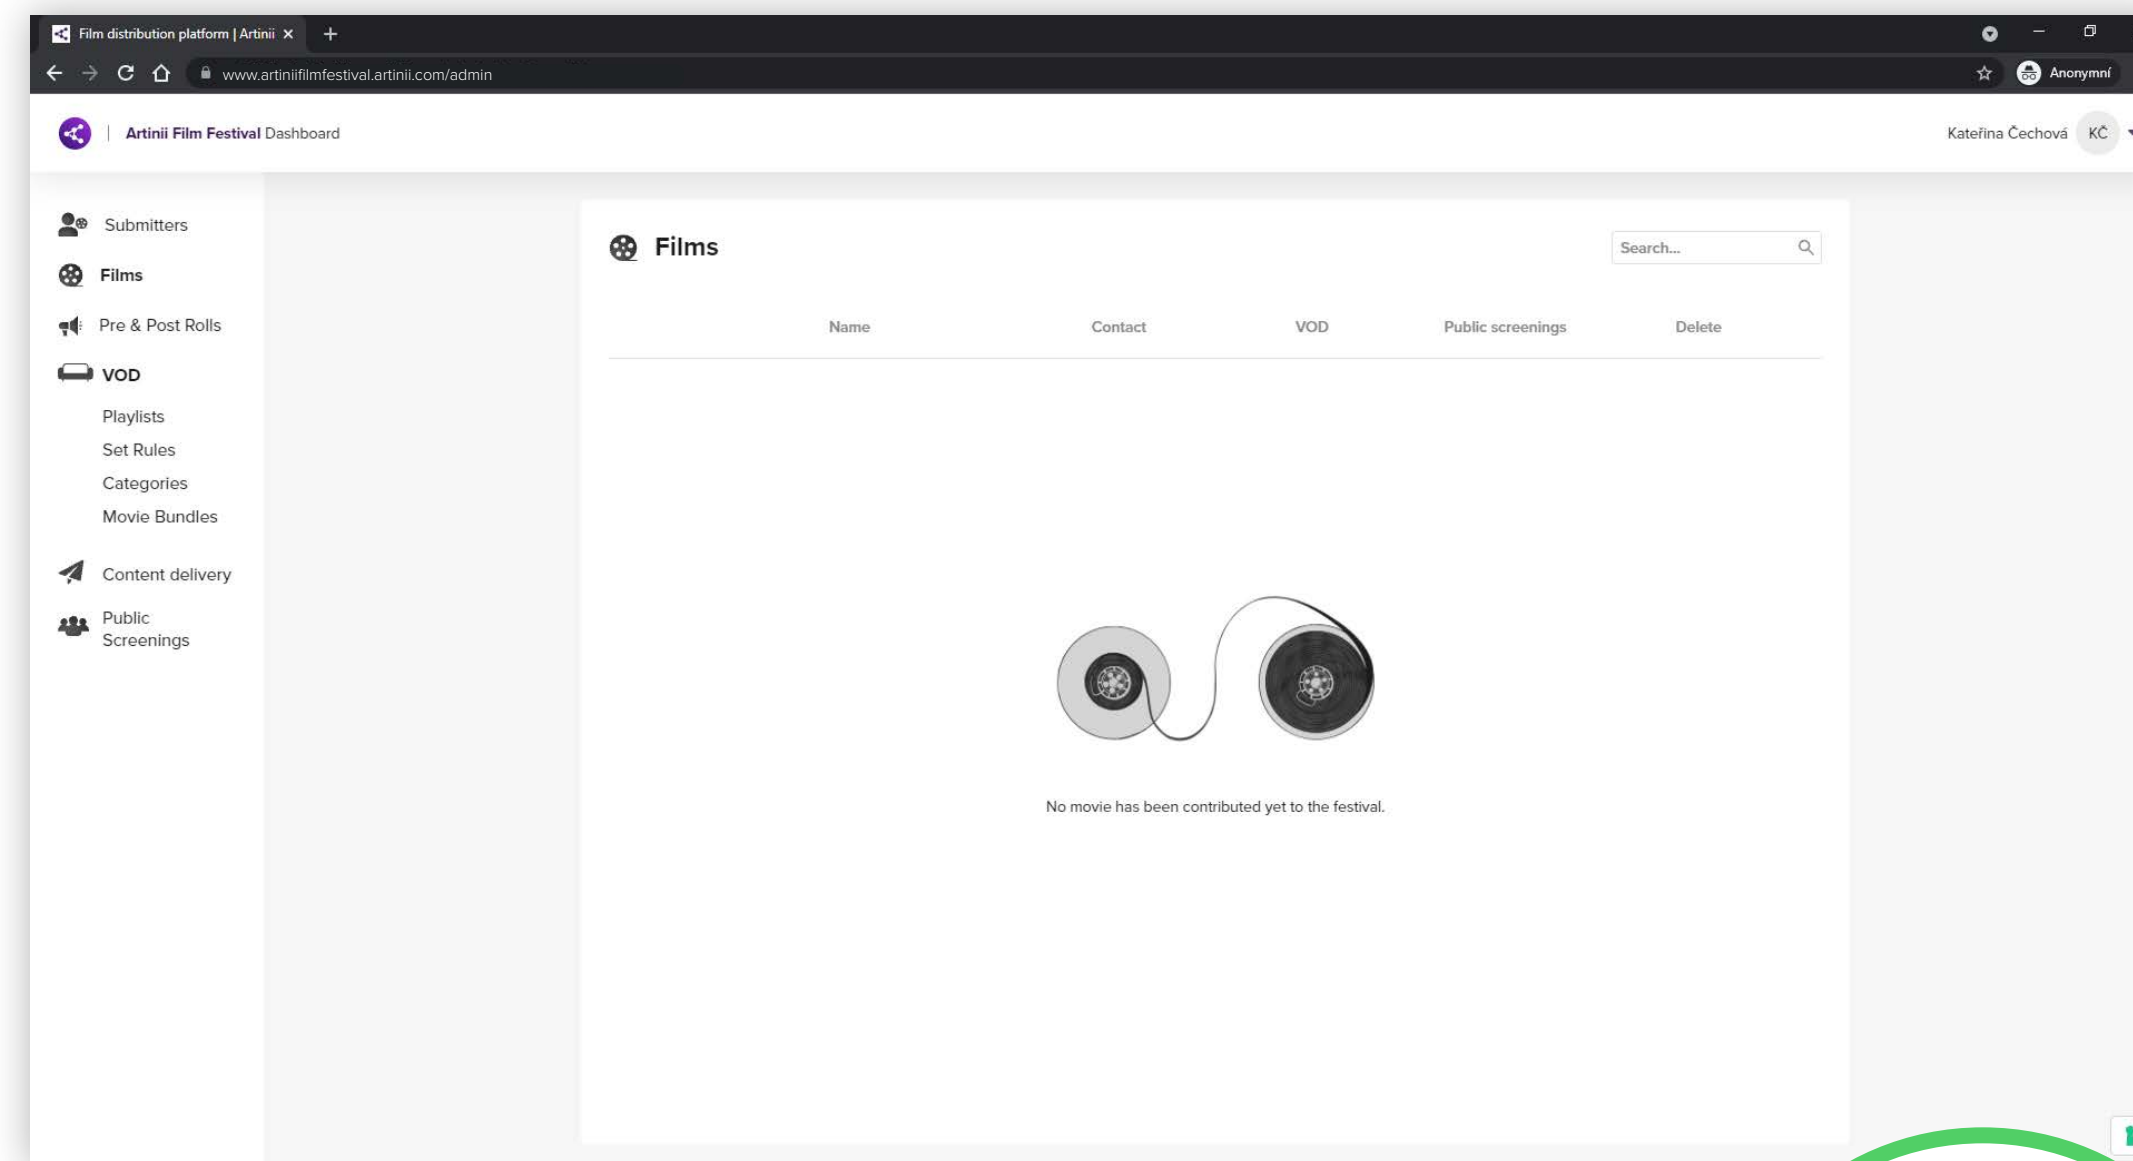 Film distribution platform | Artinii
www.artiniifilmfestival.artinii.com/admin
Anonymní
Artinii Film Festival Dashboard
Kateřina Čechová KČ
Submitters
Films
Pre & Post Rolls
VOD
Playlists
Set Rules
Categories
Movie Bundles
Content delivery
Public
Screenings
Films
Search...
Name Contact VOD Public screenings Delete
No movie has been contributed yet to the festival.